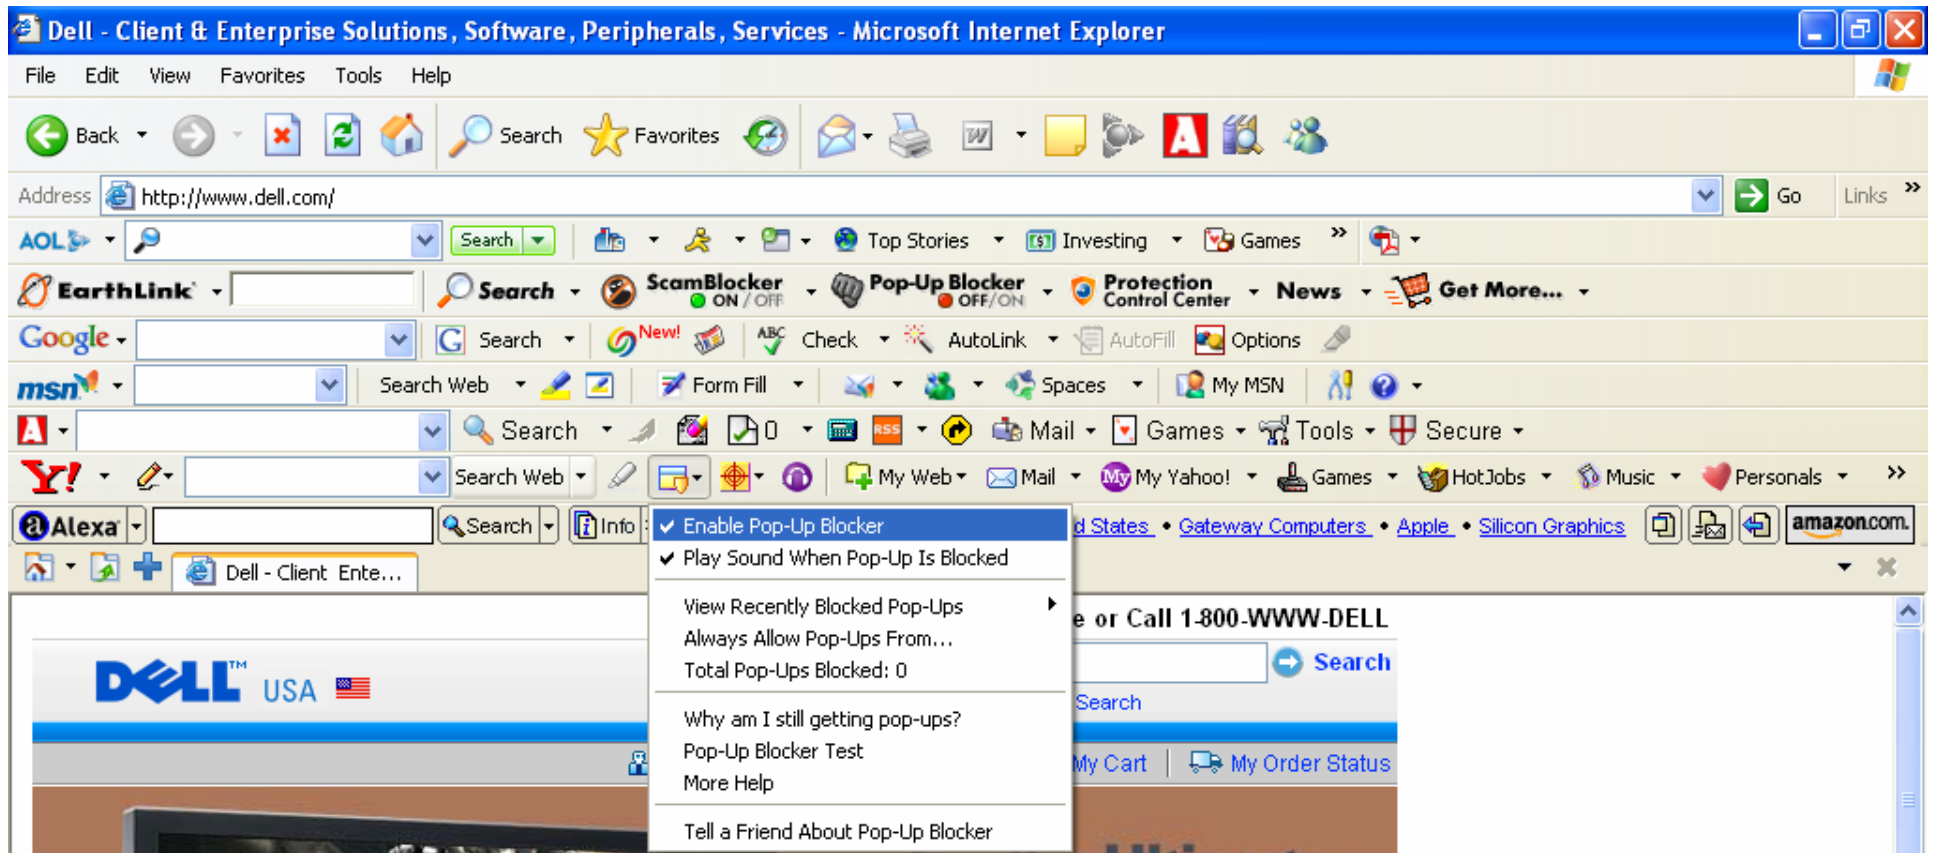 Dell - Client & Enterprise Solutions, Software, Peripherals, Services - Microsoft Internet Explorer
File Edit View Favorites Tools Help
Back Search Favorites
Address http://www.dell.com/ Go Links »
AOL Search Top Stories Investing Games »
EarthLink Search ScamBlocker ON / OFF Pop-Up Blocker OFF/ON Protection Control Center News Get More...
Google G Search New! ABC Check AutoLink AutoFill Options
msn Search Web Form Fill Spaces My MSN
A Search 0 RSS Mail Games Tools Secure
Y! Search Web My Web Mail My My Yahoo! Games HotJobs Music Personals »
a Alexa Search Info d States • Gateway Computers • Apple • Silicon Graphics amazon.com.
Dell - Client Ente...
Enable Pop-Up Blocker
Play Sound When Pop-Up Is Blocked
View Recently Blocked Pop-Ups
Always Allow Pop-Ups From...
Total Pop-Ups Blocked: 0
Why am I still getting pop-ups?
Pop-Up Blocker Test
More Help
Tell a Friend About Pop-Up Blocker
e or Call 1-800-WWW-DELL
DELL™ USA Search
Search
My Cart | My Order Status